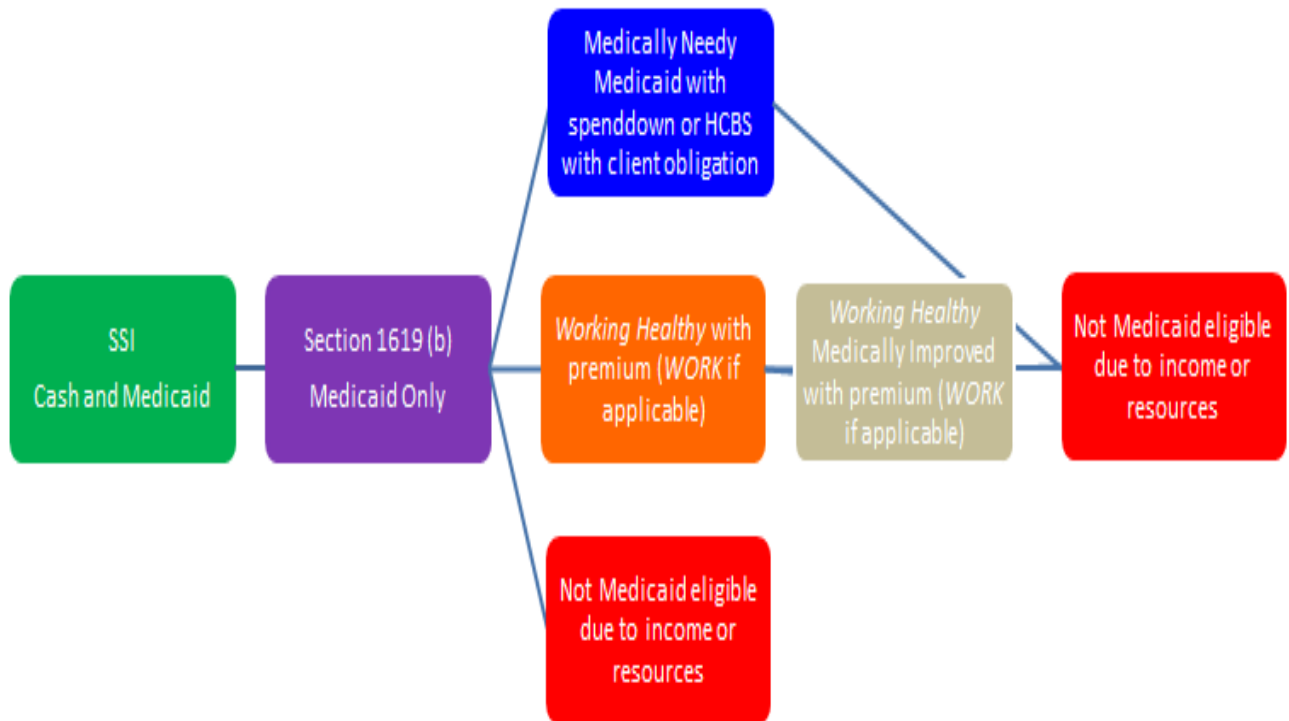 Medically Needy
Medicaid with
spenddown or HCBS
with client obligation
SSI
Cash and Medicaid
Section 1619 (b)
Medicaid Only
Working Healthy with
premium (WORK if
applicable)
Working Healthy
Medically Improved
with premium (WORK
if applicable)
Not Medicaid eligible
due to income or
resources
Not Medicaid eligible
due to income or
resources